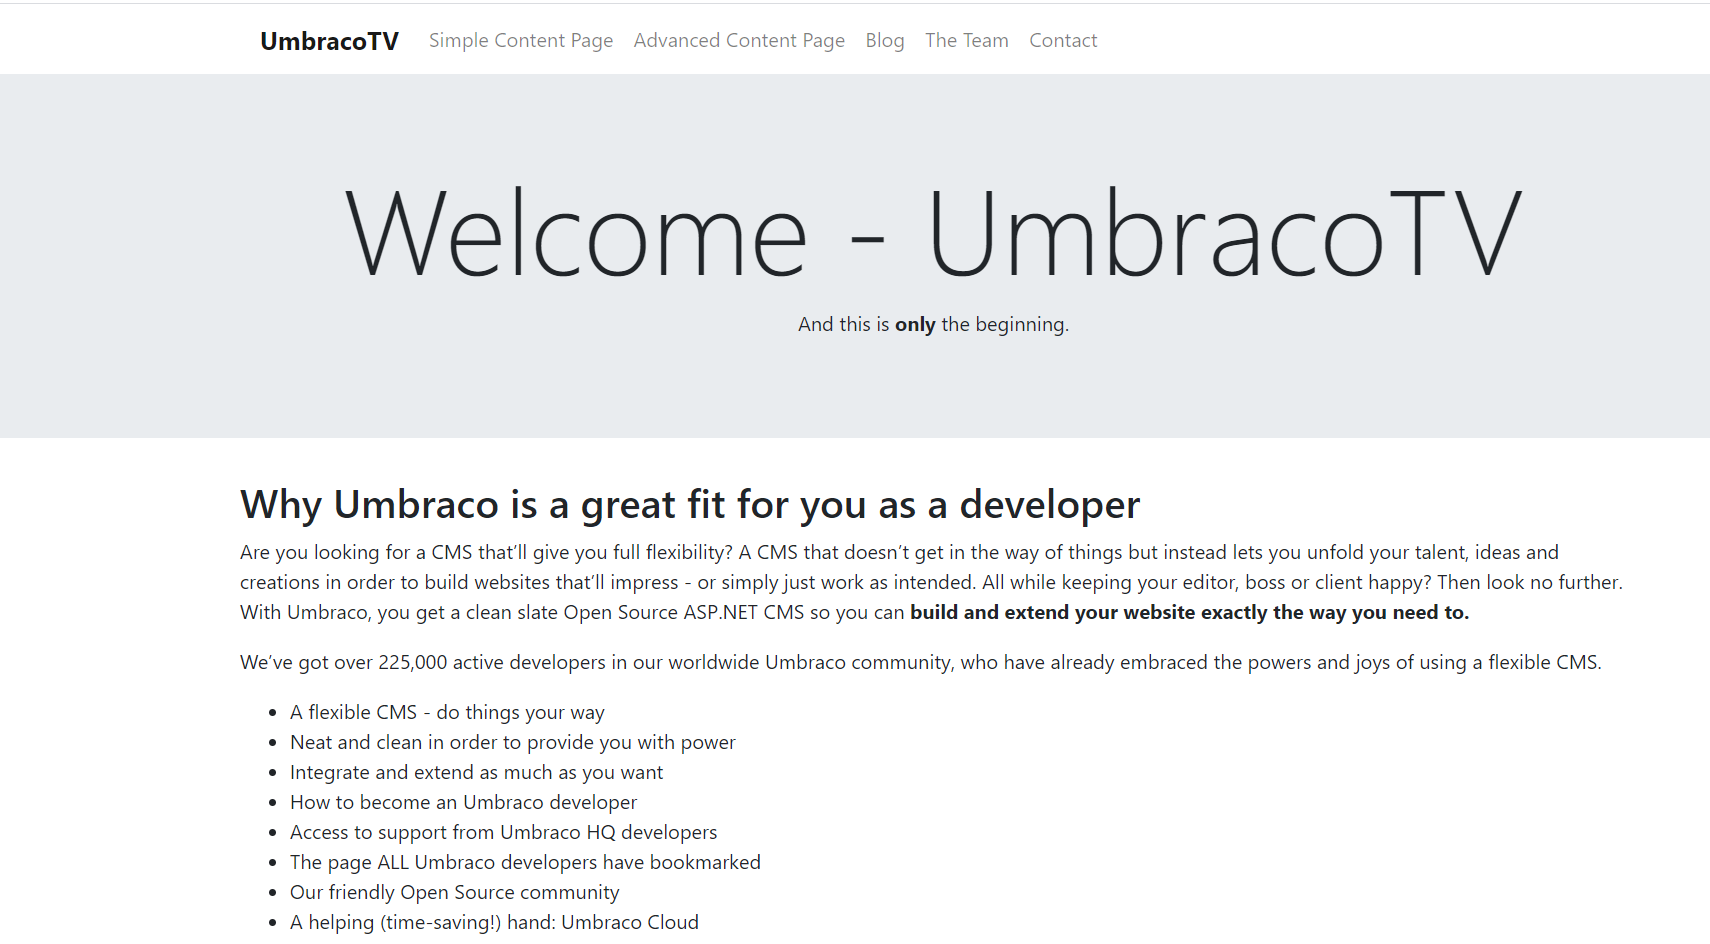 UmbracoTV Simple Content Page Advanced Content Page Blog The Team Contact
Welcome - UmbracoTV
And this is only the beginning.
Why Umbraco is a great fit for you as a developer
Are you looking for a CMS that’ll give you full flexibility? A CMS that doesn’t get in the way of things but instead lets you unfold your talent, ideas and
creations in order to build websites that’ll impress - or simply just work as intended. All while keeping your editor, boss or client happy? Then look no further.
With Umbraco, you get a clean slate Open Source ASP.NET CMS so you can build and extend your website exactly the way you need to.
We’ve got over 225,000 active developers in our worldwide Umbraco community, who have already embraced the powers and joys of using a flexible CMS.
• A flexible CMS - do things your way
• Neat and clean in order to provide you with power
• Integrate and extend as much as you want
• How to become an Umbraco developer
• Access to support from Umbraco HQ developers
• The page ALL Umbraco developers have bookmarked
• Our friendly Open Source community
• A helping (time-saving!) hand: Umbraco Cloud